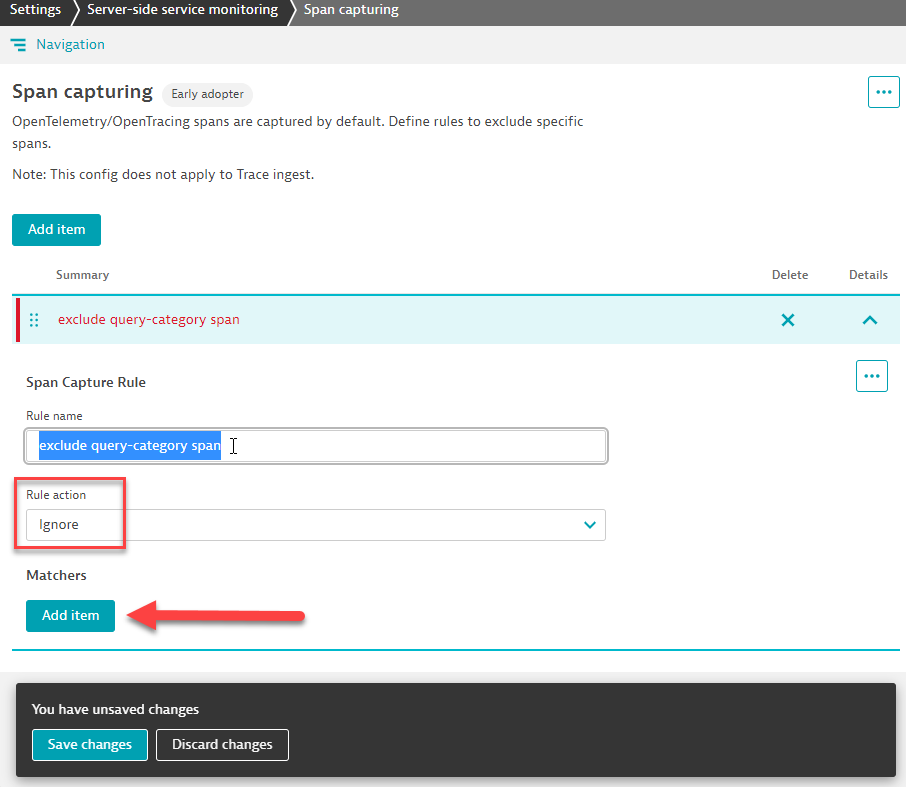 Settings Server-side service monitoring Span capturing
Navigation
Span capturing Early adopter
OpenTelemetry/OpenTracing spans are captured by default. Define rules to exclude specific
spans.
Note: This config does not apply to Trace ingest.
Add item
Summary Delete Details
exclude query-category span
Span Capture Rule
Rule name
exclude query-category span
Rule action
Ignore
Matchers
Add item
You have unsaved changes
Save changes Discard changes